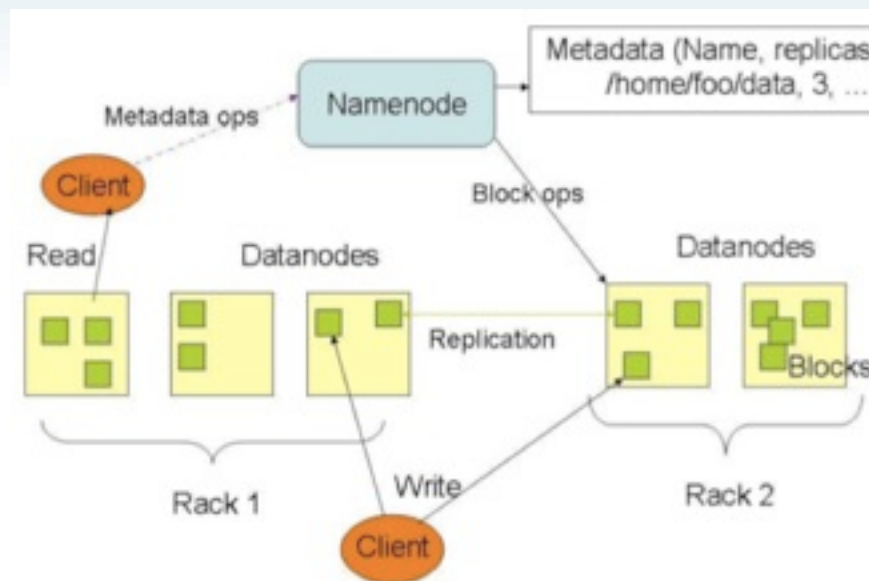 Metadata (Name, replicas
/home/foo/data, 3, ...
Namenode
Metadata ops
Client
Block ops
Read
Datanodes
Datanodes
Replication
Blocks
Rack 1
Write
Rack 2
Client